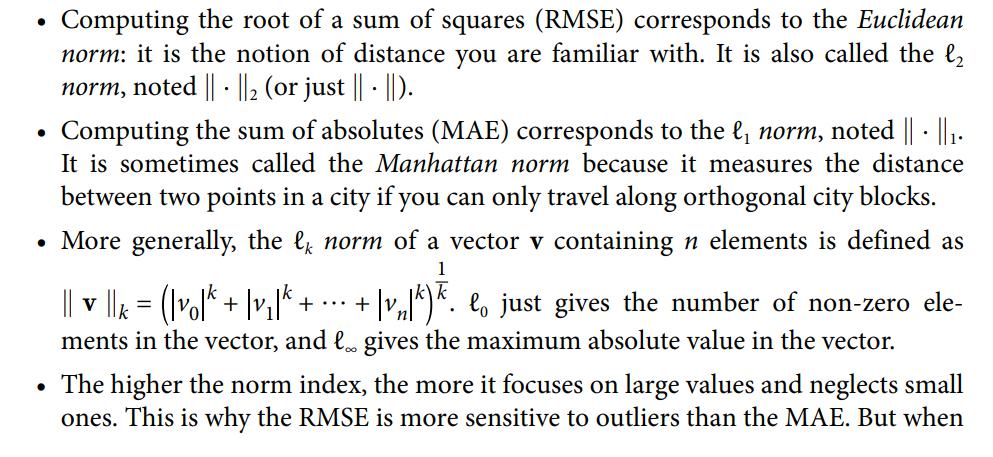 • Computing the root of a sum of squares (RMSE) corresponds to the Euclidean
norm: it is the notion of distance you are familiar with. It is also called the ℓ₂
norm, noted ‖ · ‖₂ (or just ‖ · ‖).
• Computing the sum of absolutes (MAE) corresponds to the ℓ₁ norm, noted ‖ · ‖₁.
It is sometimes called the Manhattan norm because it measures the distance
between two points in a city if you can only travel along orthogonal city blocks.
• More generally, the ℓₖ norm of a vector v containing n elements is defined as
‖ v ‖ₖ = (|v₀|ᵏ + |v₁|ᵏ + ⋯ + |vₙ|ᵏ)^(1/k). ℓ₀ just gives the number of non-zero ele-
ments in the vector, and ℓ∞ gives the maximum absolute value in the vector.
• The higher the norm index, the more it focuses on large values and neglects small
ones. This is why the RMSE is more sensitive to outliers than the MAE. But when